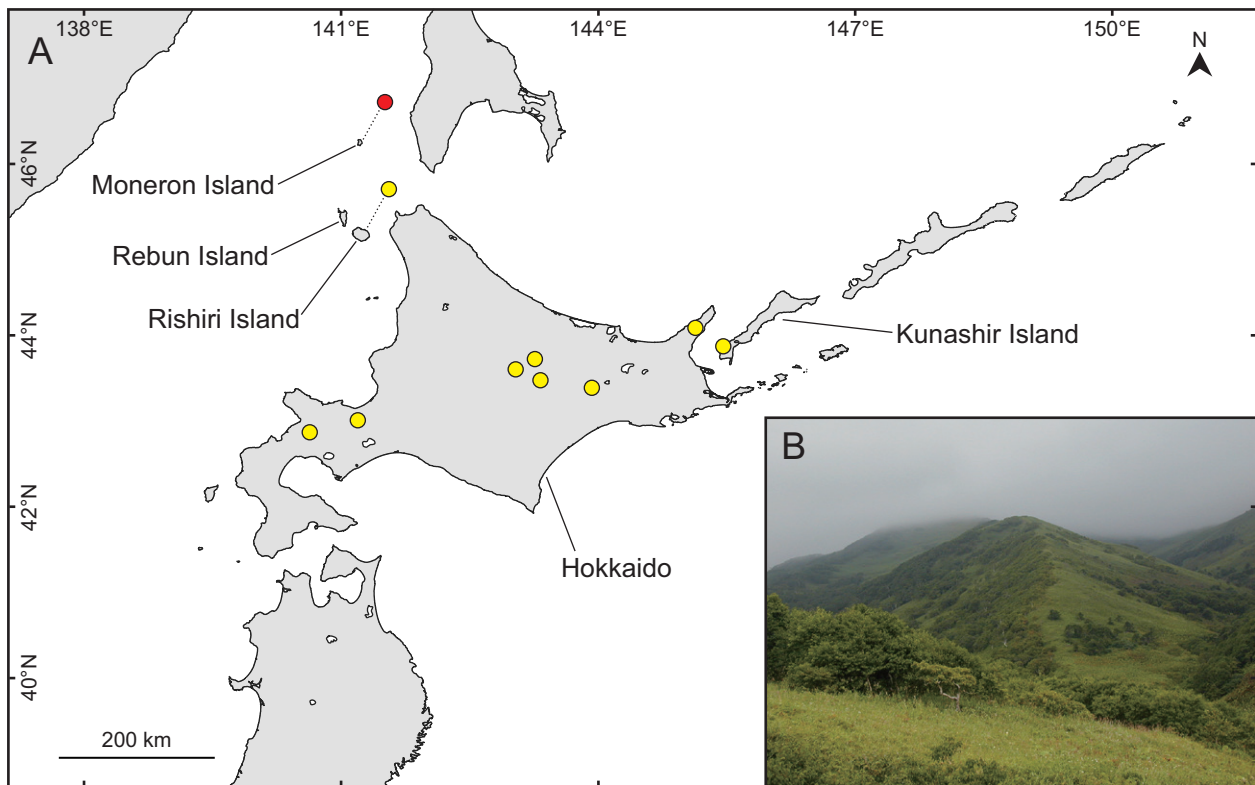 138°E
141°E
144°E
147°E
150°E
A
N
46°N
Moneron Island
Rebun Island
Rishiri Island
44°N
Kunashir Island
B
42°N
Hokkaido
40°N
200 km